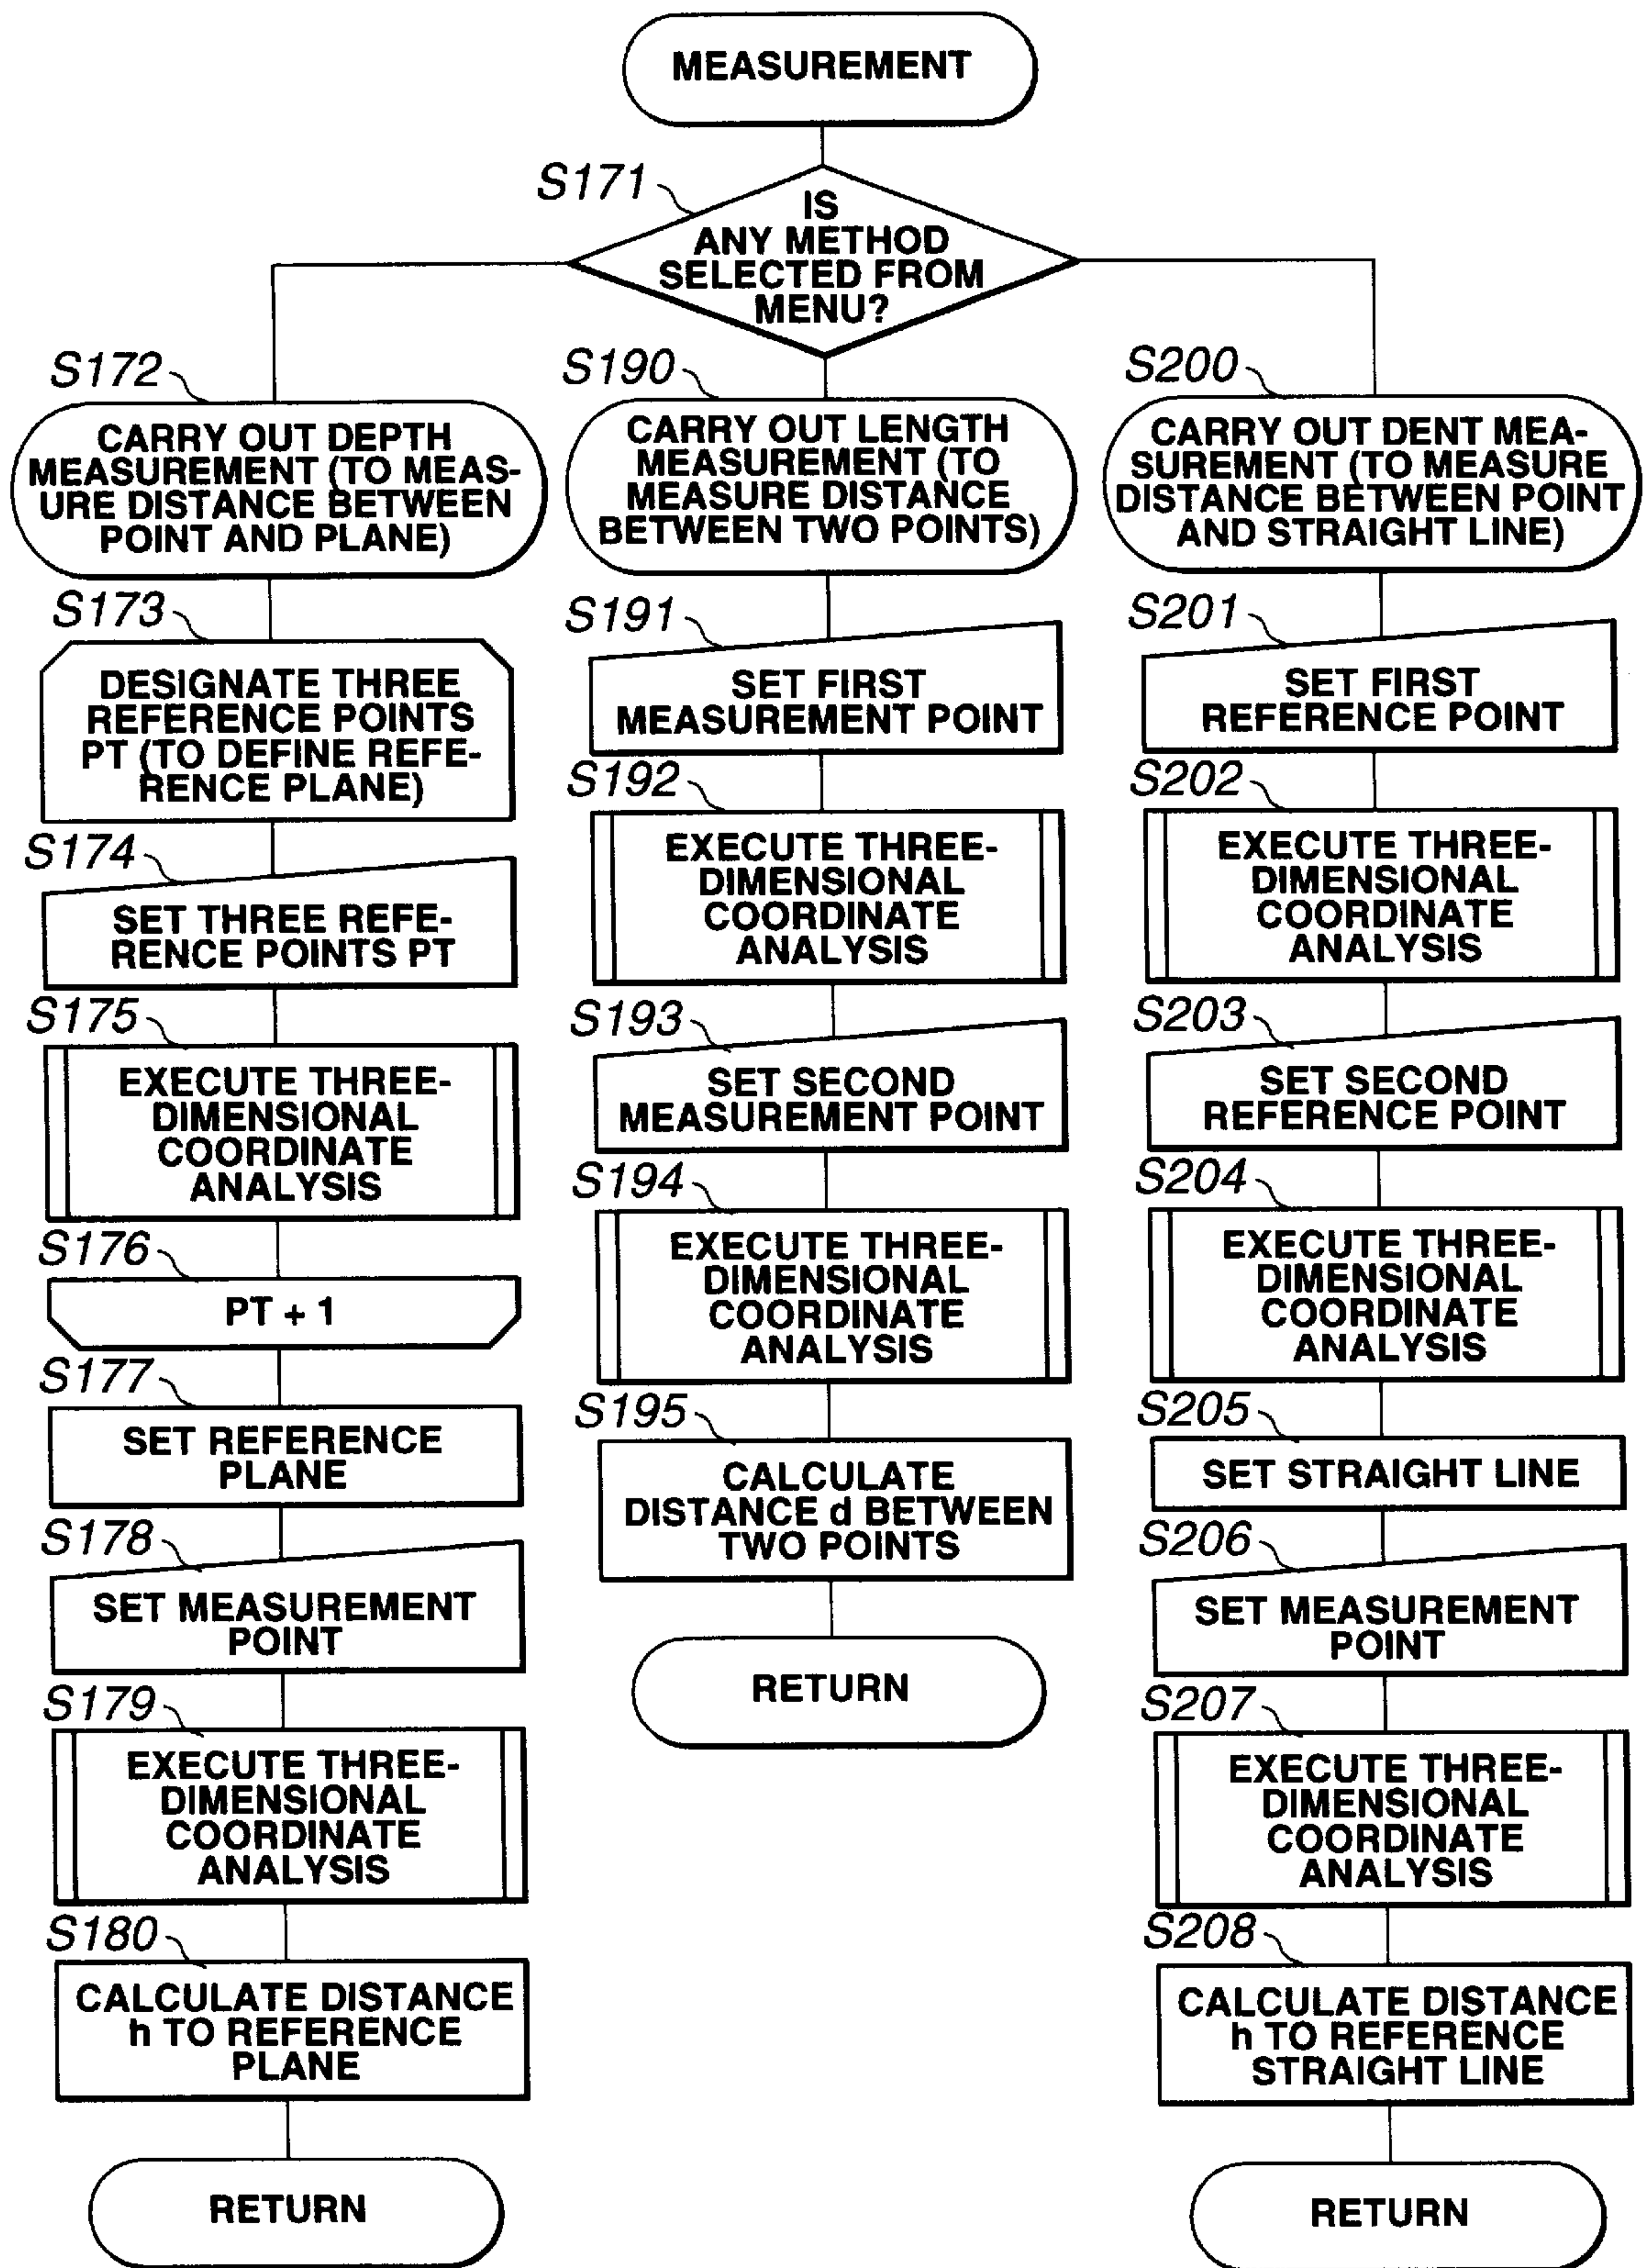 MEASUREMENT
S171
IS
ANY METHOD
SELECTED FROM
MENU?
S172
CARRY OUT DEPTH
MEASUREMENT (TO MEAS-
URE DISTANCE BETWEEN
POINT AND PLANE)
S173
DESIGNATE THREE
REFERENCE POINTS
PT (TO DEFINE REFE-
RENCE PLANE)
S174
SET THREE REFE-
RENCE POINTS PT
S175
EXECUTE THREE-
DIMENSIONAL
COORDINATE
ANALYSIS
S176
PT + 1
S177
SET REFERENCE
PLANE
S178
SET MEASUREMENT
POINT
S179
EXECUTE THREE-
DIMENSIONAL
COORDINATE
ANALYSIS
S180
CALCULATE DISTANCE
h TO REFERENCE
PLANE
RETURN
S190
CARRY OUT LENGTH
MEASUREMENT (TO
MEASURE DISTANCE
BETWEEN TWO POINTS)
S191
SET FIRST
MEASUREMENT POINT
S192
EXECUTE THREE-
DIMENSIONAL
COORDINATE
ANALYSIS
S193
SET SECOND
MEASUREMENT POINT
S194
EXECUTE THREE-
DIMENSIONAL
COORDINATE
ANALYSIS
S195
CALCULATE
DISTANCE d BETWEEN
TWO POINTS
RETURN
S200
CARRY OUT DENT MEA-
SUREMENT (TO MEASURE
DISTANCE BETWEEN POINT
AND STRAIGHT LINE)
S201
SET FIRST
REFERENCE POINT
S202
EXECUTE THREE-
DIMENSIONAL
COORDINATE
ANALYSIS
S203
SET SECOND
REFERENCE POINT
S204
EXECUTE THREE-
DIMENSIONAL
COORDINATE
ANALYSIS
S205
SET STRAIGHT LINE
S206
SET MEASUREMENT
POINT
S207
EXECUTE THREE-
DIMENSIONAL
COORDINATE
ANALYSIS
S208
CALCULATE DISTANCE
h TO REFERENCE
STRAIGHT LINE
RETURN